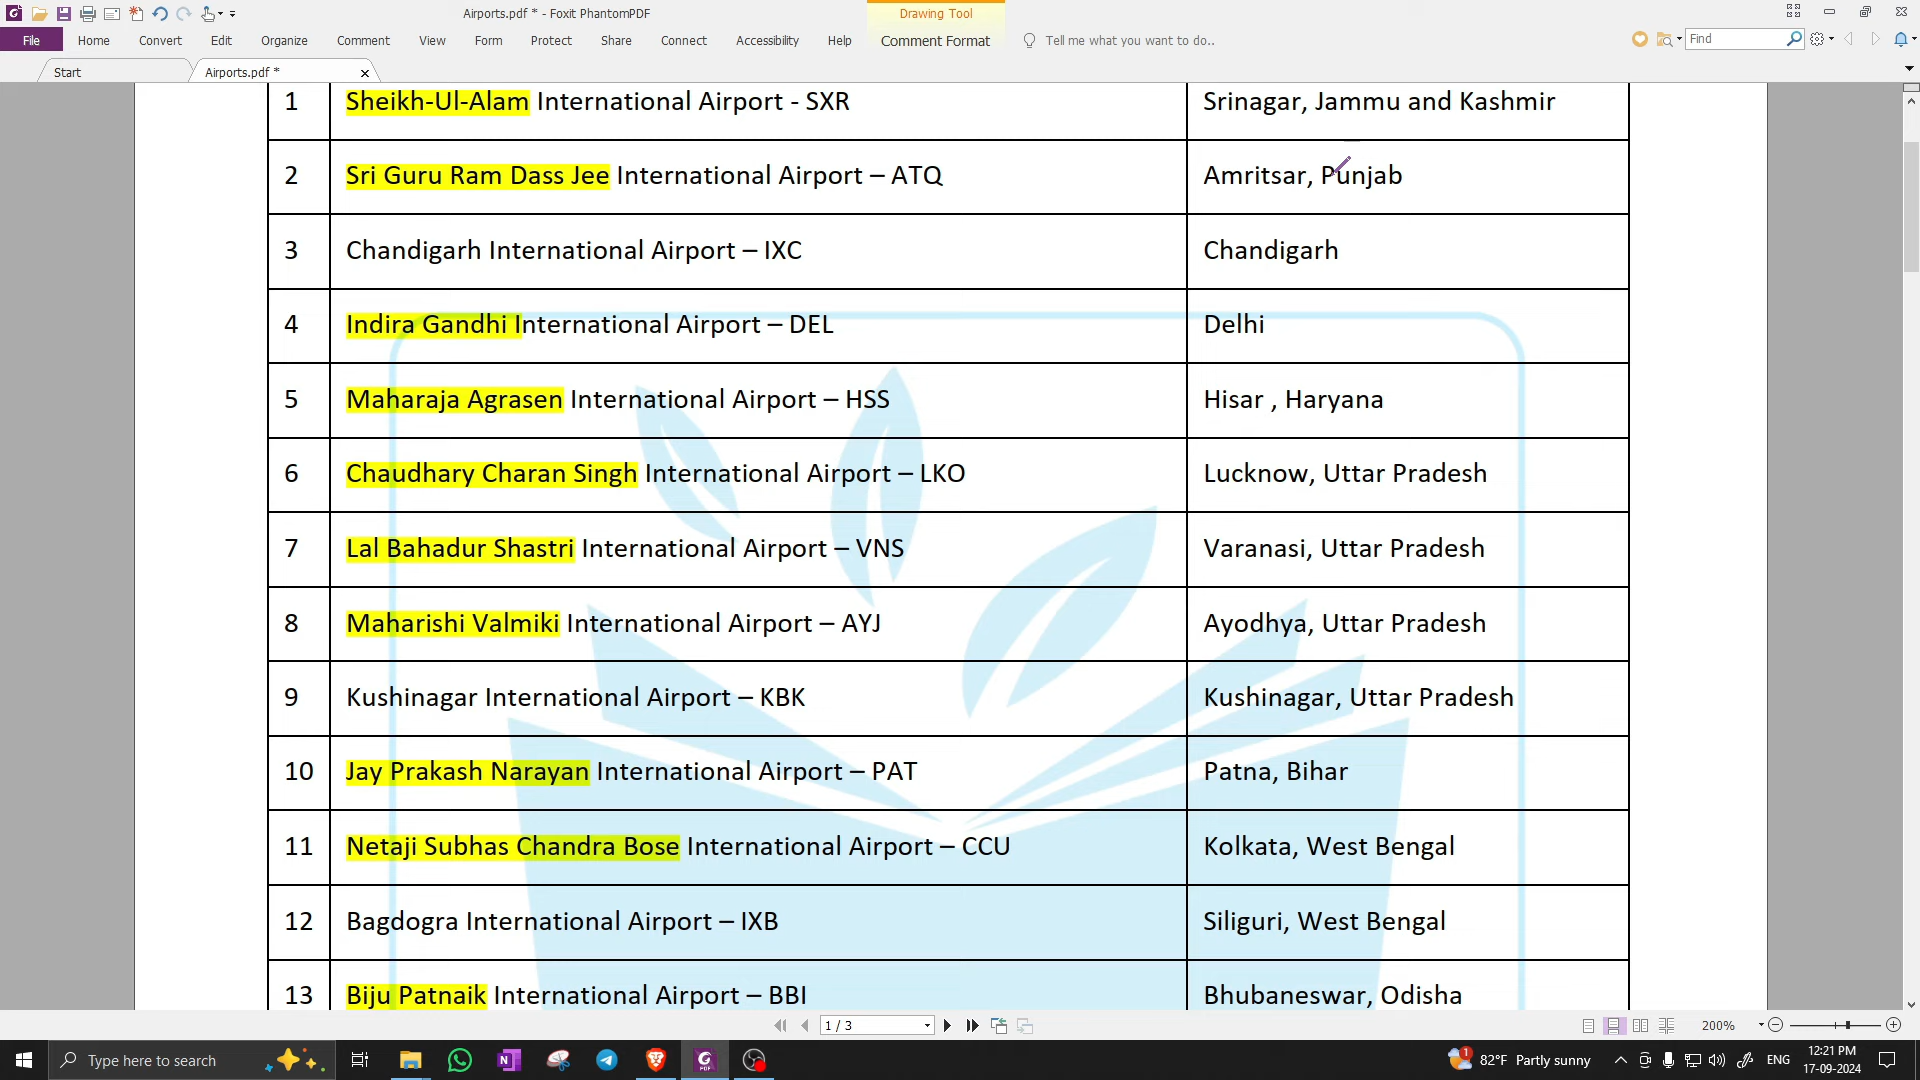 Airports.pdf * - Foxit PhantomPDF
Drawing Tool
File Home Convert Edit Organize Comment View Form Protect Share Connect Accessibility Help Comment Format Tell me what you want to do.. Find
Start Airports.pdf *
1 Sheikh-Ul-Alam International Airport - SXR Srinagar, Jammu and Kashmir
2 Sri Guru Ram Dass Jee International Airport – ATQ Amritsar, Punjab
3 Chandigarh International Airport – IXC Chandigarh
4 Indira Gandhi International Airport – DEL Delhi
5 Maharaja Agrasen International Airport – HSS Hisar , Haryana
6 Chaudhary Charan Singh International Airport – LKO Lucknow, Uttar Pradesh
7 Lal Bahadur Shastri International Airport – VNS Varanasi, Uttar Pradesh
8 Maharishi Valmiki International Airport – AYJ Ayodhya, Uttar Pradesh
9 Kushinagar International Airport – KBK Kushinagar, Uttar Pradesh
10 Jay Prakash Narayan International Airport – PAT Patna, Bihar
11 Netaji Subhas Chandra Bose International Airport – CCU Kolkata, West Bengal
12 Bagdogra International Airport – IXB Siliguri, West Bengal
13 Biju Patnaik International Airport – BBI Bhubaneswar, Odisha
1 / 3 200%
Type here to search 1 82°F Partly sunny ENG 12:21 PM
17-09-2024